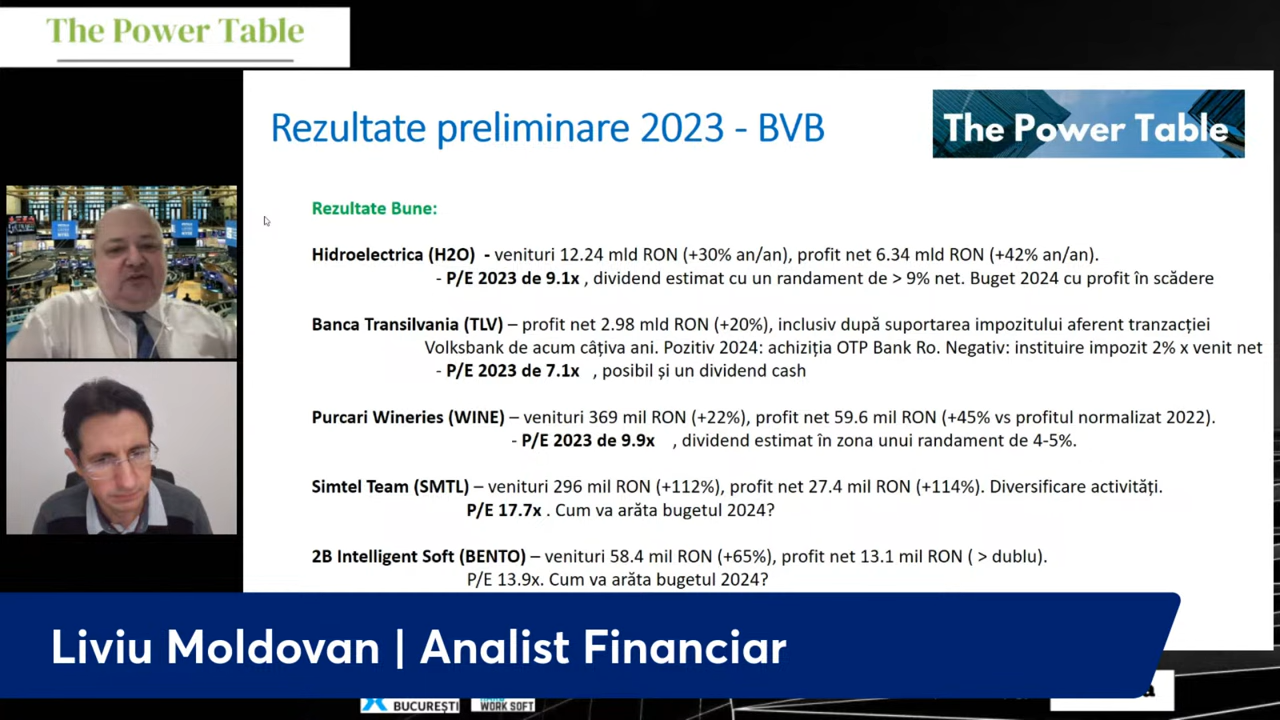 The Power Table
Rezultate preliminare 2023 - BVB
The Power Table
Rezultate Bune:
Hidroelectrica (H2O) - venituri 12.24 mld RON (+30% an/an), profit net 6.34 mld RON (+42% an/an).
- P/E 2023 de 9.1x , dividend estimat cu un randament de > 9% net. Buget 2024 cu profit în scădere
Banca Transilvania (TLV) – profit net 2.98 mld RON (+20%), inclusiv după suportarea impozitului aferent tranzacției
Volksbank de acum câțiva ani. Pozitiv 2024: achiziția OTP Bank Ro. Negativ: instituire impozit 2% x venit net
- P/E 2023 de 7.1x , posibil și un dividend cash
Purcari Wineries (WINE) – venituri 369 mil RON (+22%), profit net 59.6 mil RON (+45% vs profitul normalizat 2022).
- P/E 2023 de 9.9x , dividend estimat în zona unui randament de 4-5%.
Simtel Team (SMTL) – venituri 296 mil RON (+112%), profit net 27.4 mil RON (+114%). Diversificare activități.
P/E 17.7x . Cum va arăta bugetul 2024?
2B Intelligent Soft (BENTO) – venituri 58.4 mil RON (+65%), profit net 13.1 mil RON ( > dublu).
P/E 13.9x. Cum va arăta bugetul 2024?
Liviu Moldovan | Analist Financiar
BUCUREȘTI
WORK SOFT